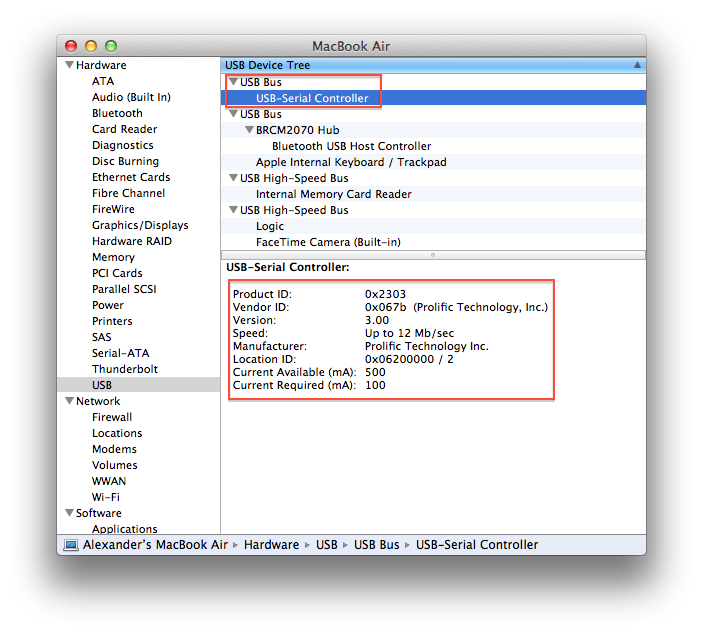 MacBook Air
Hardware
ATA
Audio (Built In)
Bluetooth
Card Reader
Diagnostics
Disc Burning
Ethernet Cards
Fibre Channel
FireWire
Graphics/Displays
Hardware RAID
Memory
PCI Cards
Parallel SCSI
Power
Printers
SAS
Serial-ATA
Thunderbolt
USB
Network
Firewall
Locations
Modems
Volumes
WWAN
Wi-Fi
Software
Applications
USB Device Tree
USB Bus
USB-Serial Controller
USB Bus
BRCM2070 Hub
Bluetooth USB Host Controller
Apple Internal Keyboard / Trackpad
USB High-Speed Bus
Internal Memory Card Reader
USB High-Speed Bus
Logic
FaceTime Camera (Built-in)
USB-Serial Controller:
Product ID: 0x2303
Vendor ID: 0x067b (Prolific Technology, Inc.)
Version: 3.00
Speed: Up to 12 Mb/sec
Manufacturer: Prolific Technology Inc.
Location ID: 0x06200000 / 2
Current Available (mA): 500
Current Required (mA): 100
Alexander's MacBook Air ▸ Hardware ▸ USB ▸ USB Bus ▸ USB-Serial Controller